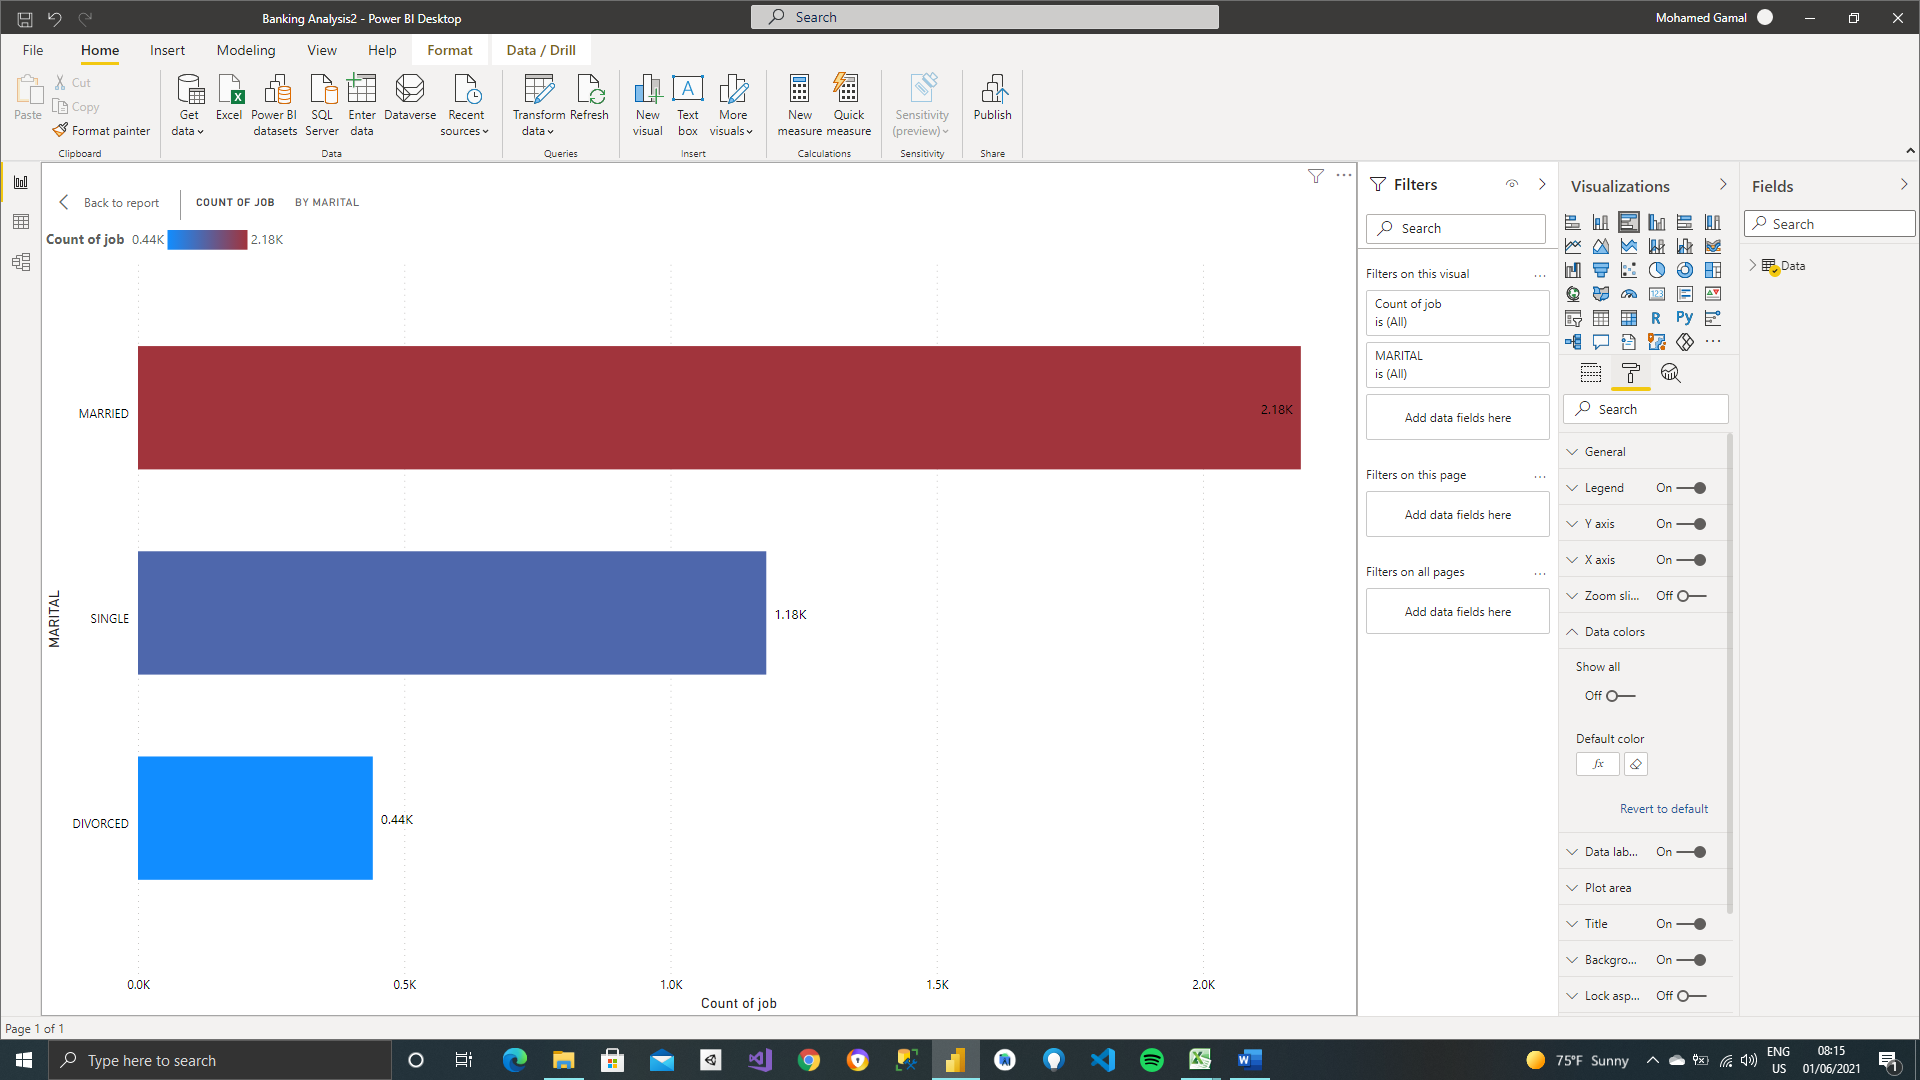 Banking Analysis2 - Power BI Desktop
Search
Mohamed Gamal
File Home Insert Modeling View Help Format Data / Drill
Paste
Cut
Copy
Format painter
Clipboard
Get data
Excel
Power BI datasets
SQL Server
Enter data
Dataverse
Recent sources
Data
Transform data
Refresh
Queries
New visual
Text box
More visuals
Insert
New measure
Quick measure
Calculations
Sensitivity (preview)
Sensitivity
Publish
Share
Back to report
COUNT OF JOB
BY MARITAL
Count of job 0.44K 2.18K
MARITAL
MARRIED
2.18K
SINGLE
1.18K
DIVORCED
0.44K
0.0K 0.5K 1.0K 1.5K 2.0K
Count of job
Filters
Search
Filters on this visual
Count of job
is (All)
MARITAL
is (All)
Add data fields here
Filters on this page
Add data fields here
Filters on all pages
Add data fields here
Visualizations
R
Py
123
Search
General
Legend On
Y axis On
X axis On
Zoom sli... Off
Data colors
Show all
Off
Default color
fx
Revert to default
Data lab... On
Plot area
Title On
Backgro... On
Lock asp... Off
Fields
Search
Data
Page 1 of 1
Type here to search
75°F Sunny
ENG
US
08:15
01/06/2021
1